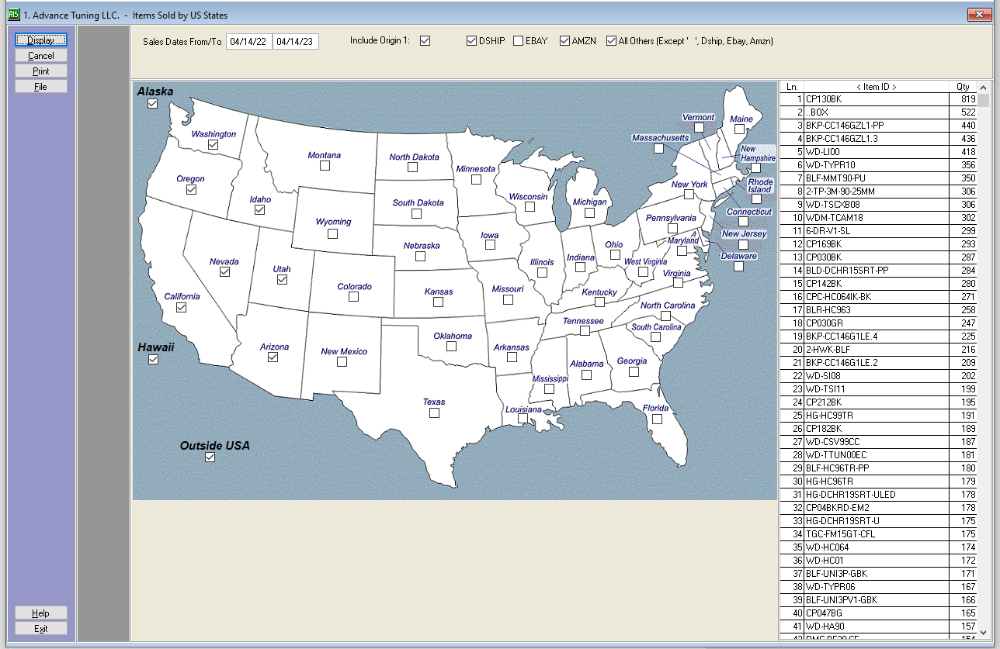 AIS 1. Advance Tuning LLC. - Items Sold by US States
Display
Cancel
Print
File
Help
Exit
Sales Dates From/To 04/14/22 04/14/23 Include Origin 1: DSHIP EBAY AMZN All Others (Except ' ', Dship, Ebay, Amzn)
Alaska
Washington
Oregon
Idaho
Montana
Wyoming
North Dakota
South Dakota
Nebraska
Minnesota
Wisconsin
Michigan
Iowa
Illinois
Indiana
Ohio
Vermont
Maine
Massachusetts
New
Hampshire
New York
Rhode
Island
Connecticut
Pennsylvania
New Jersey
Maryland
Delaware
West Virginia
Virginia
Nevada
Utah
Colorado
Kansas
Missouri
Kentucky
California
North Carolina
Tennessee
South Carolina
Arizona
New Mexico
Oklahoma
Arkansas
Mississippi
Alabama
Georgia
Hawaii
Texas
Louisiana
Florida
Outside USA
Ln. < Item ID > Qty
1 CP130BK 819
2 ..BOX 522
3 BKP-CC146GZL1-PP 440
4 BKP-CC146GZL1.3 436
5 WD-LI00 418
6 WD-TYPR10 356
7 BLF-MMT90-PU 350
8 2-TP-3M-90-25MM 306
9 WD-TSCXB08 306
10 WDM-TCAM18 302
11 6-DR-V1-SL 299
12 CP169BK 293
13 CP030BK 287
14 BLD-DCHR15SRT-PP 284
15 CP142BK 280
16 CPC-HC064IK-BK 271
17 BLR-HC963 258
18 CP030GR 247
19 BKP-CC146G1LE.4 225
20 2-HWK-BLF 216
21 BKP-CC146G1LE.2 209
22 WD-SI08 202
23 WD-TSI11 199
24 CP212BK 195
25 HG-HC99TR 191
26 CP182BK 189
27 WD-CSV99CC 187
28 WD-TTUN00EC 181
29 BLF-HC96TR-PP 180
30 HG-HC96TR 179
31 HG-DCHR19SRT-ULED 178
32 CP04BKRD-EM2 178
33 HG-DCHR19SRT-U 175
34 TGC-FM15GT-CFL 175
35 WD-HC064 174
36 WD-HC01 172
37 BLF-UNI3P-GBK 171
38 WD-TYPR06 167
39 BLF-UNI3PV1-GBK 166
40 CP047BG 165
41 WD-HA90 157